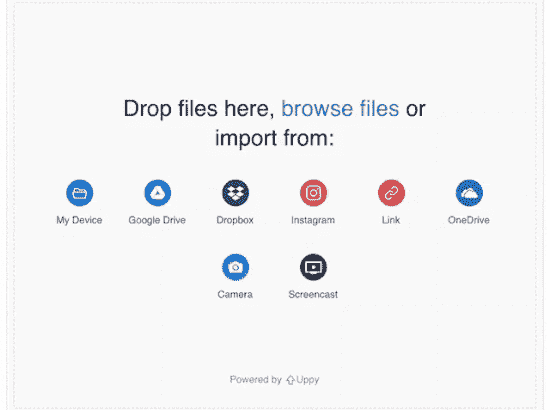 Drop files here, browse files or
import from:
My Device Google Drive Dropbox Instagram Link OneDrive
Camera Screencast
Powered by Uppy